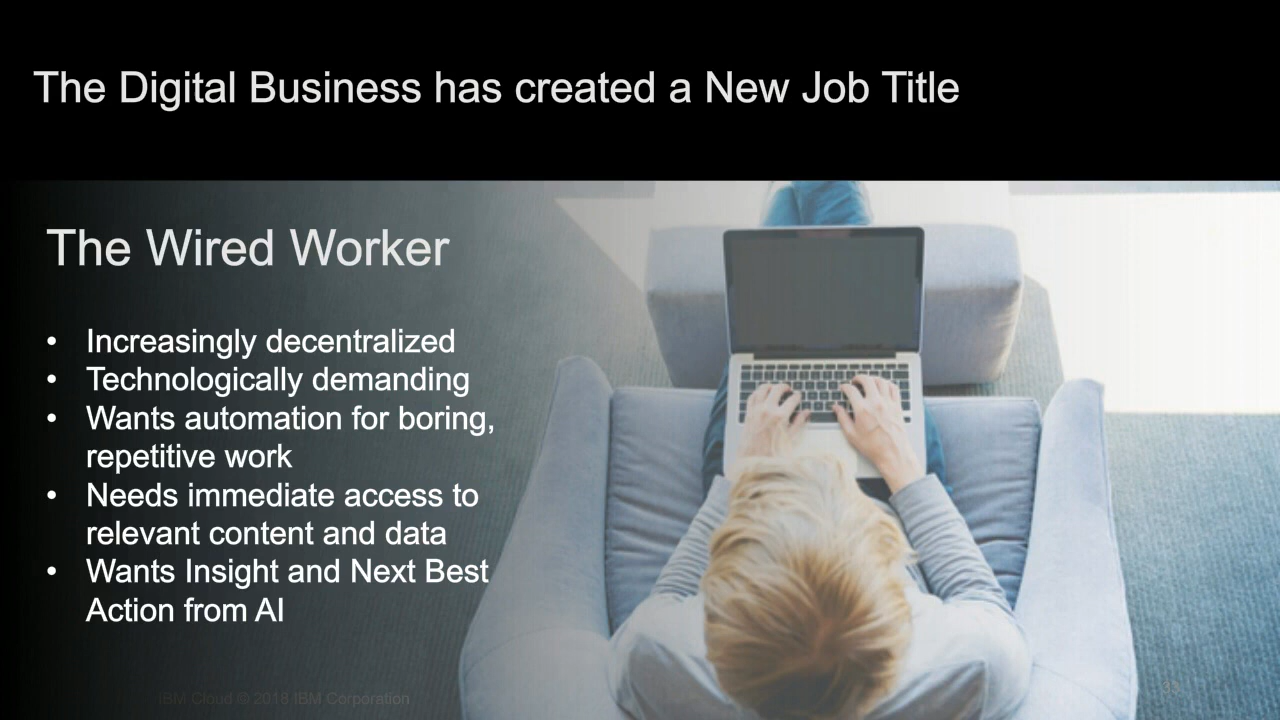 The Digital Business has created a New Job Title
The Wired Worker
• Increasingly decentralized
• Technologically demanding
• Wants automation for boring,
repetitive work
• Needs immediate access to
relevant content and data
• Wants Insight and Next Best
Action from AI
IBM Cloud © 2018 IBM Corporation